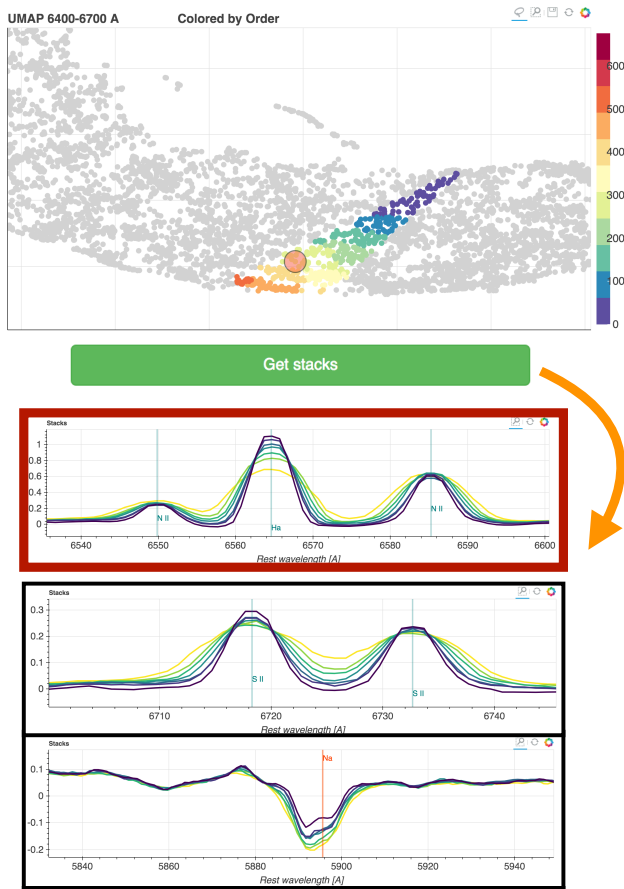 UMAP 6400-6700 A Colored by Order
600
500
400
300
200
100
0
Get stacks
Stacks
1
0.8
0.6
0.4
0.2
0
N II
Ha
N II
6540 6550 6560 6570 6580 6590 6600
Rest wavelength [A]
Stacks
0.3
0.2
0.1
0
S II
S II
6710 6720 6730 6740
Rest wavelength [A]
Stacks
Na
0.1
0
-0.1
-0.2
5840 5860 5880 5900 5920 5940
Rest wavelength [A]